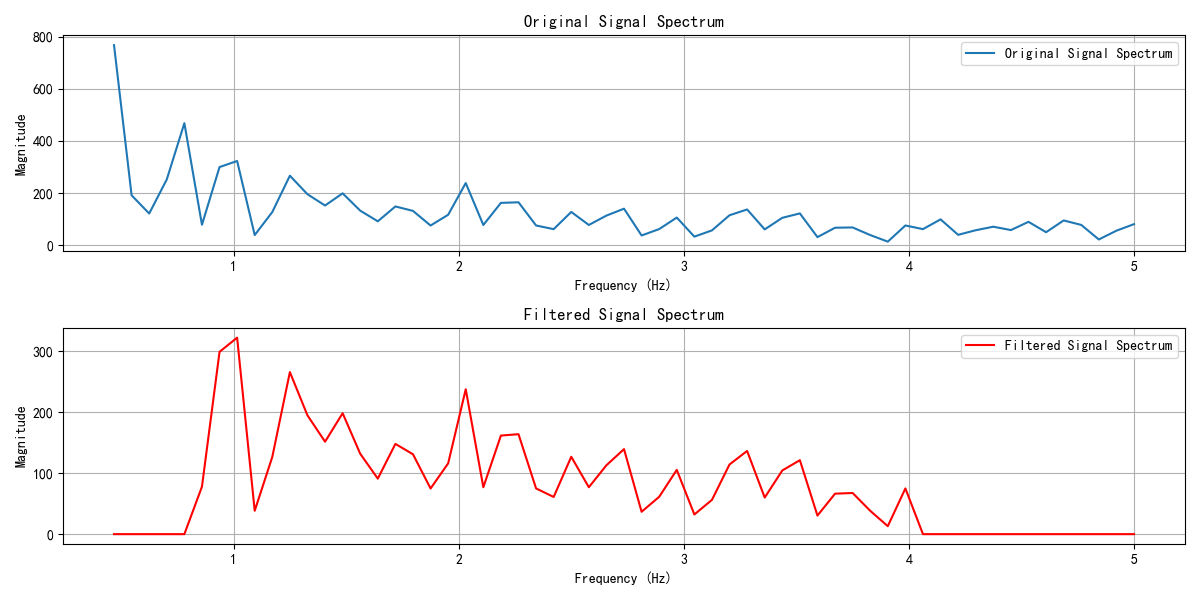 Original Signal Spectrum
800
600
400
200
0
Magnitude
Original Signal Spectrum
1 2 3 4 5
Frequency (Hz)
Filtered Signal Spectrum
300
200
100
0
Magnitude
Filtered Signal Spectrum
1 2 3 4 5
Frequency (Hz)